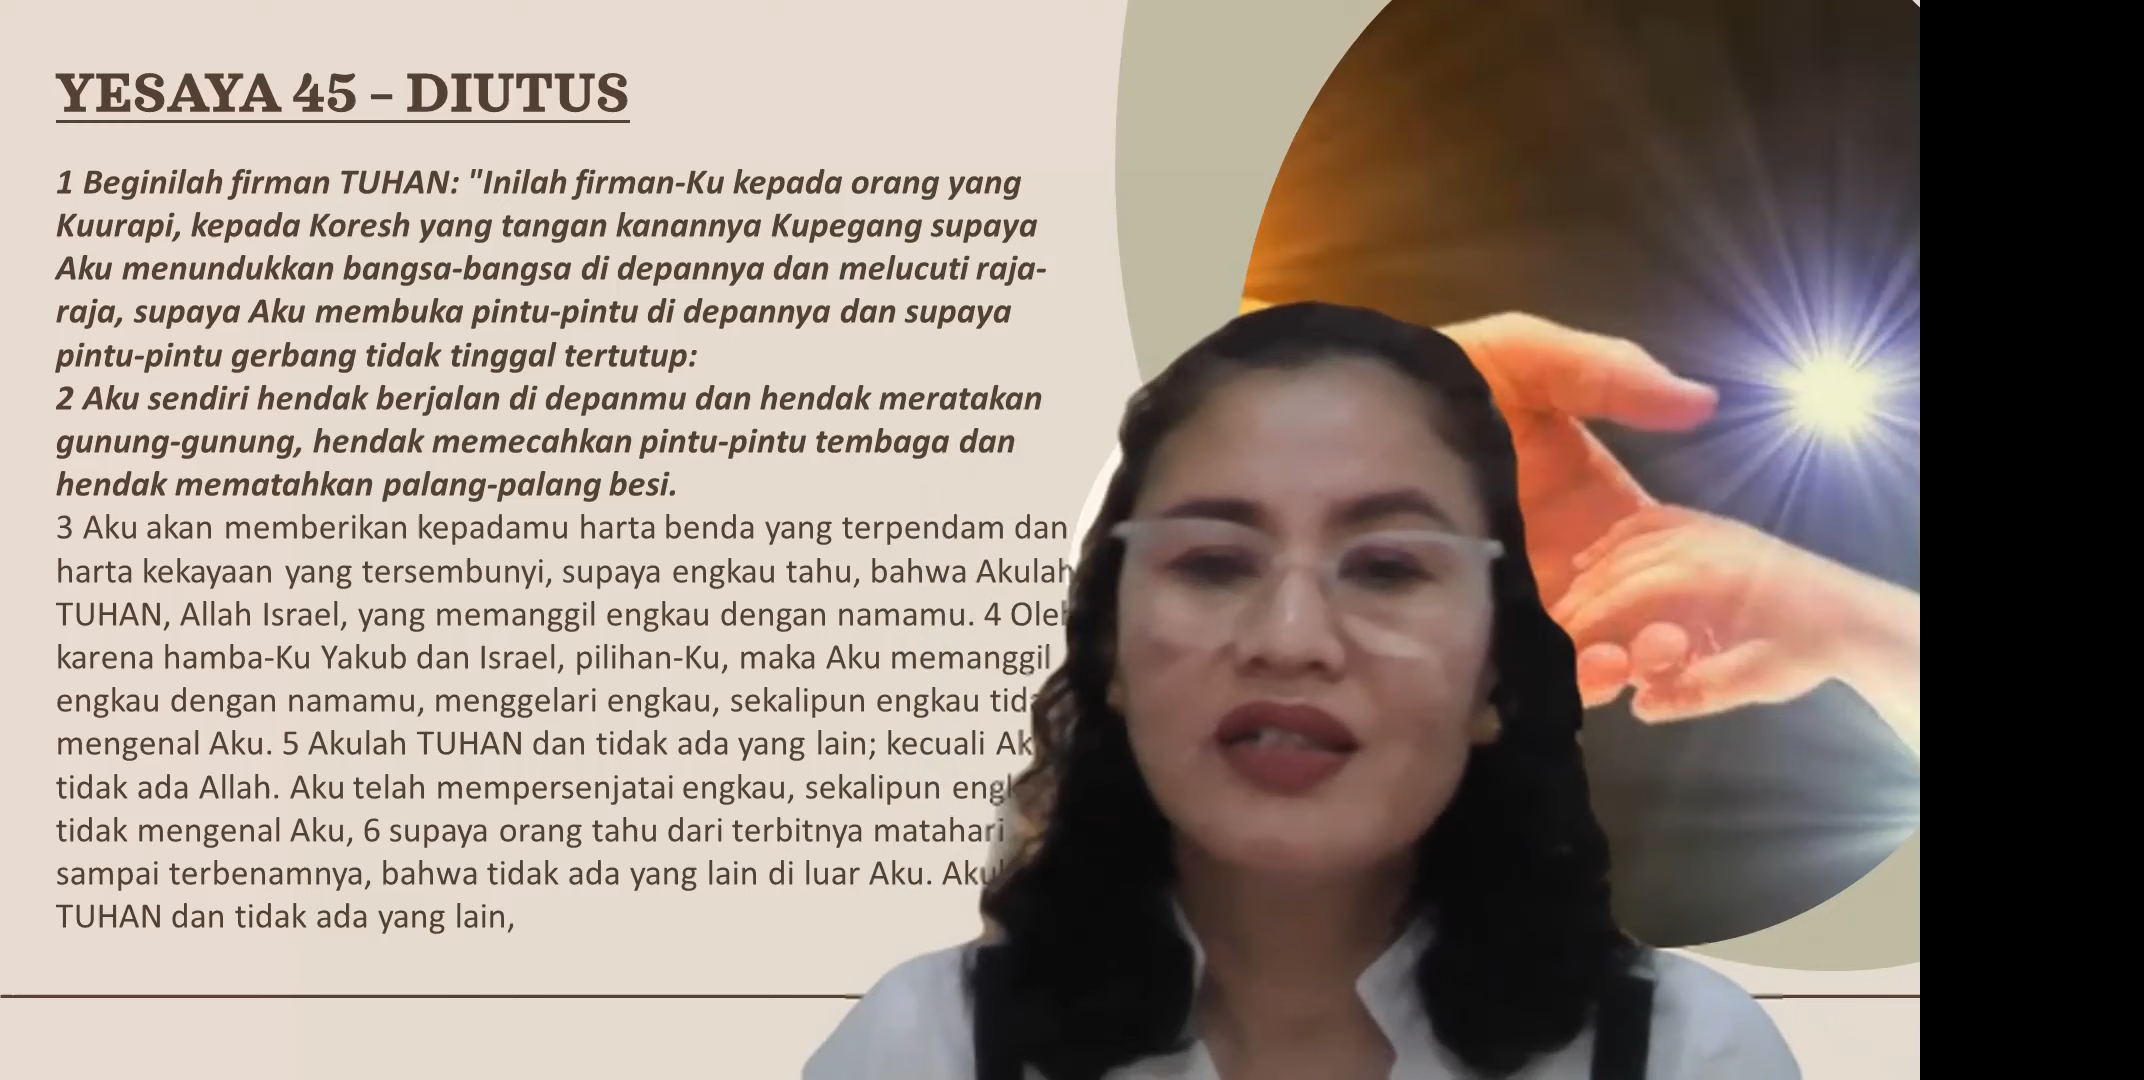 YESAYA 45 – DIUTUS
1 Beginilah firman TUHAN: "Inilah firman-Ku kepada orang yang
Kuurapi, kepada Koresh yang tangan kanannya Kupegang supaya
Aku menundukkan bangsa-bangsa di depannya dan melucuti raja-
raja, supaya Aku membuka pintu-pintu di depannya dan supaya
pintu-pintu gerbang tidak tinggal tertutup:
2 Aku sendiri hendak berjalan di depanmu dan hendak meratakan
gunung-gunung, hendak memecahkan pintu-pintu tembaga dan
hendak mematahkan palang-palang besi.
3 Aku akan memberikan kepadamu harta benda yang terpendam dan
harta kekayaan yang tersembunyi, supaya engkau tahu, bahwa Akulah
TUHAN, Allah Israel, yang memanggil engkau dengan namamu. 4
karena hamba-Ku Yakub dan Israel, pilihan-Ku, maka Aku memanggil
engkau dengan namamu, menggelari engkau, sekalipun engkau
mengenal Aku. 5 Akulah TUHAN dan tidak ada yang lain; kecuali
tidak ada Allah. Aku telah mempersenjatai engkau, sekalipun
tidak mengenal Aku, 6 supaya orang tahu dari terbitnya matahari
sampai terbenamnya, bahwa tidak ada yang lain di luar Aku.
TUHAN dan tidak ada yang lain,